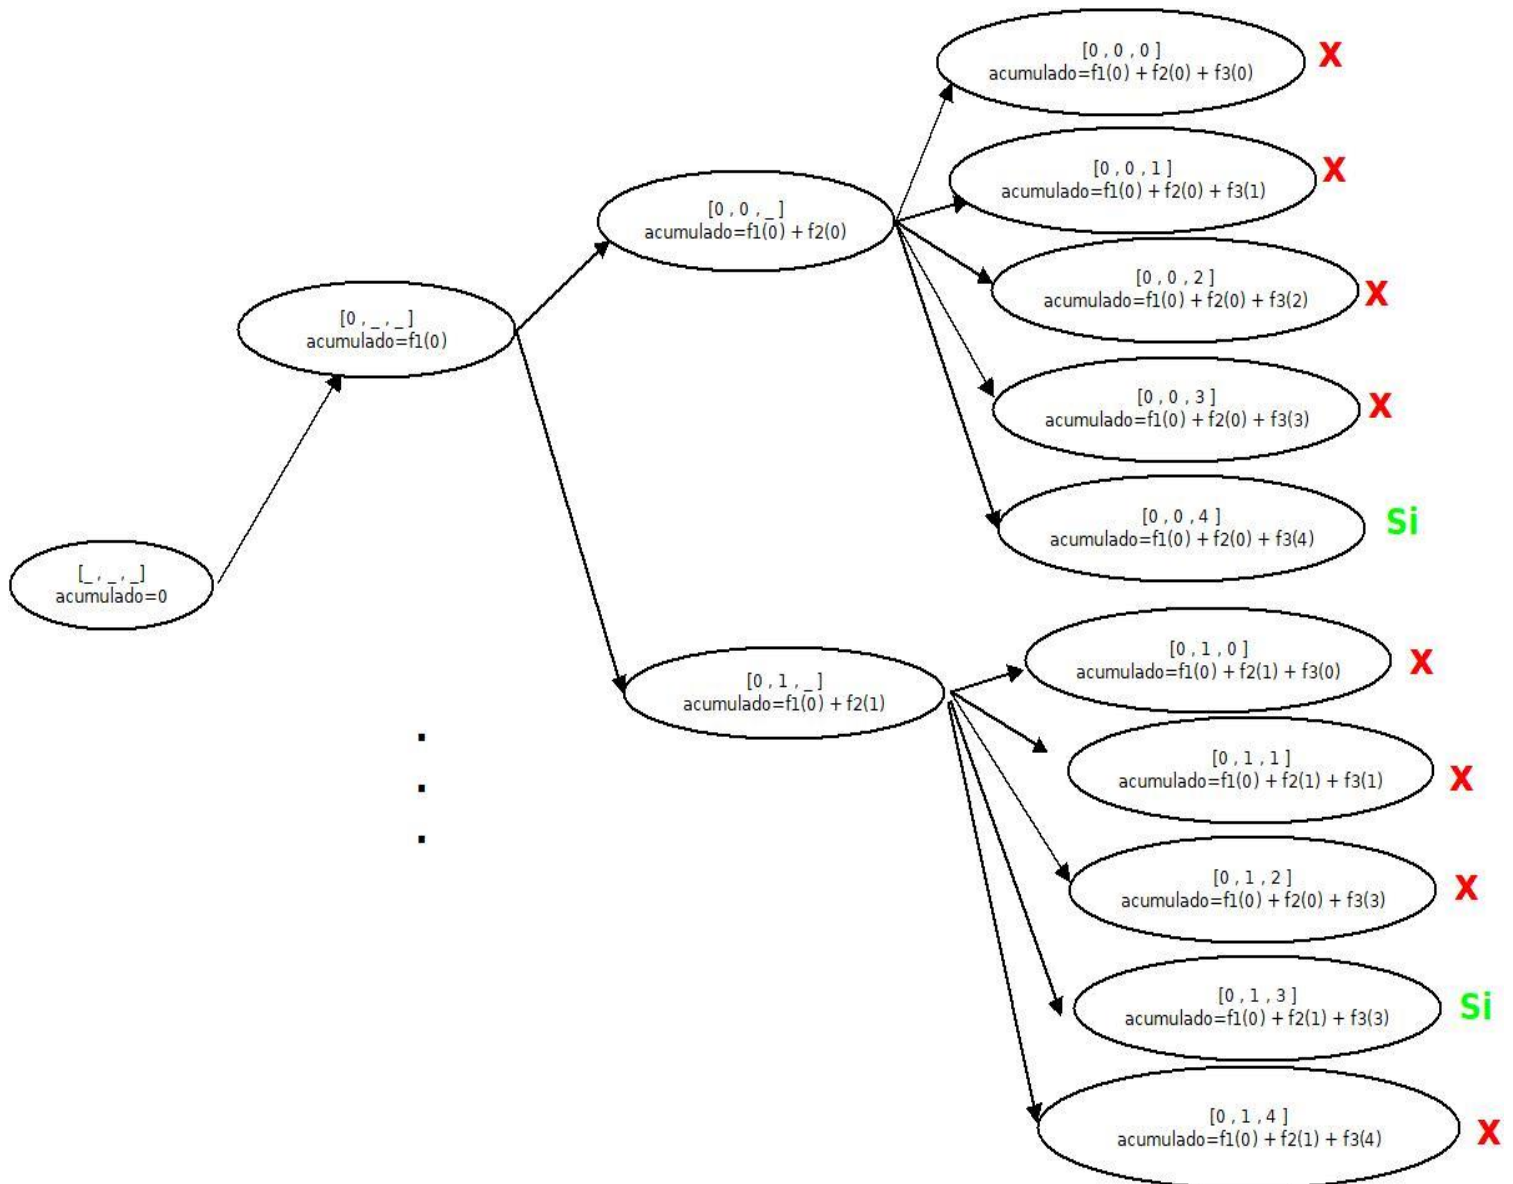 [0 , 0 , 0 ]
acumulado=f1(0) + f2(0) + f3(0)
X
[0 , 0 , 1 ]
acumulado=f1(0) + f2(0) + f3(1)
X
[0 , 0 , _ ]
acumulado=f1(0) + f2(0)
[0 , 0 , 2 ]
acumulado=f1(0) + f2(0) + f3(2)
X
[0 , _ , _ ]
acumulado=f1(0)
[0 , 0 , 3 ]
acumulado=f1(0) + f2(0) + f3(3)
X
[0 , 0 , 4 ]
acumulado=f1(0) + f2(0) + f3(4)
Si
[_ , _ , _]
acumulado=0
[0 , 1 , 0 ]
acumulado=f1(0) + f2(1) + f3(0)
X
[0 , 1 , _ ]
acumulado=f1(0) + f2(1)
[0 , 1 , 1 ]
acumulado=f1(0) + f2(1) + f3(1)
X
.
.
.
[0 , 1 , 2 ]
acumulado=f1(0) + f2(0) + f3(3)
X
[0 , 1 , 3 ]
acumulado=f1(0) + f2(1) + f3(3)
Si
[0 , 1 , 4 ]
acumulado=f1(0) + f2(1) + f3(4)
X